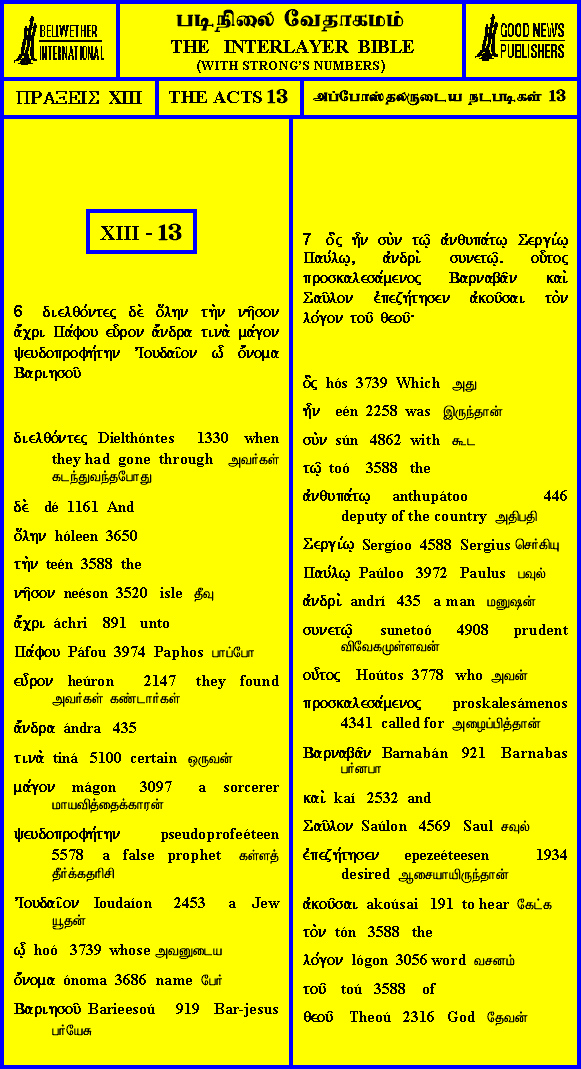 BELLWETHER
INTERNATIONAL
படிநிலை வேதாகமம்
THE INTERLAYER BIBLE
(WITH STRONG'S NUMBERS)
GOOD NEWS
PUBLISHERS
ΠΡΑΞΕΙΣ XIII
THE ACTS 13
அப்போஸ்தலருடைய நடபடிகள் 13
XIII - 13
6 διελθόντες δὲ ὅλην τὴν νῆσον
ἄχρι Πάφου εὗρον ἄνδρα τινὰ μάγον
ψευδοπροφήτην Ἰουδαῖον ᾧ ὄνομα
Βαριησοῦ
διελθόντες Dielthóntes 1330 when
they had gone through அவர்கள்
கடந்துவந்தபோது
δὲ dé 1161 And
ὅλην hóleen 3650
τὴν teén 3588 the
νῆσον neéson 3520 isle தீவு
ἄχρι áchri 891 unto
Πάφου Páfou 3974 Paphos பாப்போ
εὗρον heúron 2147 they found
அவர்கள் கண்டார்கள்
ἄνδρα ándra 435
τινὰ tiná 5100 certain ஒருவன்
μάγον mágon 3097 a sorcerer
மாயவித்தைக்காரன்
ψευδοπροφήτην pseudoprofeéteen
5578 a false prophet கள்ளத்
தீர்க்கதரிசி
Ἰουδαῖον Ioudaíon 2453 a Jew
யூதன்
ᾧ hoó 3739 whose அவனுடைய
ὄνομα ónoma 3686 name பேர்
Βαριησοῦ Barieesoú 919 Bar-jesus
பர்யேசு
7 ὃς ἦν σὺν τῷ ἀνθυπάτῳ Σεργίῳ
Παύλῳ, ἀνδρὶ συνετῷ. οὗτος
προσκαλεσάμενος Βαρναβᾶν καὶ
Σαῦλον ἐπεζήτησεν ἀκοῦσαι τὸν
λόγον τοῦ θεοῦ·
ὃς hós 3739 Which அது
ἦν eén 2258 was இருந்தான்
σὺν sún 4862 with கூட
τῷ toó 3588 the
ἀνθυπάτῳ anthupátoo 446
deputy of the country அதிபதி
Σεργίῳ Sergíoo 4588 Sergius செர்கியு
Παύλῳ Paúloo 3972 Paulus பவுல்
ἀνδρὶ andrí 435 a man மனுஷன்
συνετῷ sunetoó 4908 prudent
விவேகமுள்ளவன்
οὗτος Hoútos 3778 who அவன்
προσκαλεσάμενος proskalesámenos
4341 called for அழைப்பித்தான்
Βαρναβᾶν Barnabán 921 Barnabas
பர்னபா
καὶ kaí 2532 and
Σαῦλον Saúlon 4569 Saul சவுல்
ἐπεζήτησεν epezeéteesen 1934
desired ஆசையாயிருந்தான்
ἀκοῦσαι akoúsai 191 to hear கேட்க
τὸν tón 3588 the
λόγον lógon 3056 word வசனம்
τοῦ toú 3588 of
θεοῦ Theoú 2316 God தேவன்